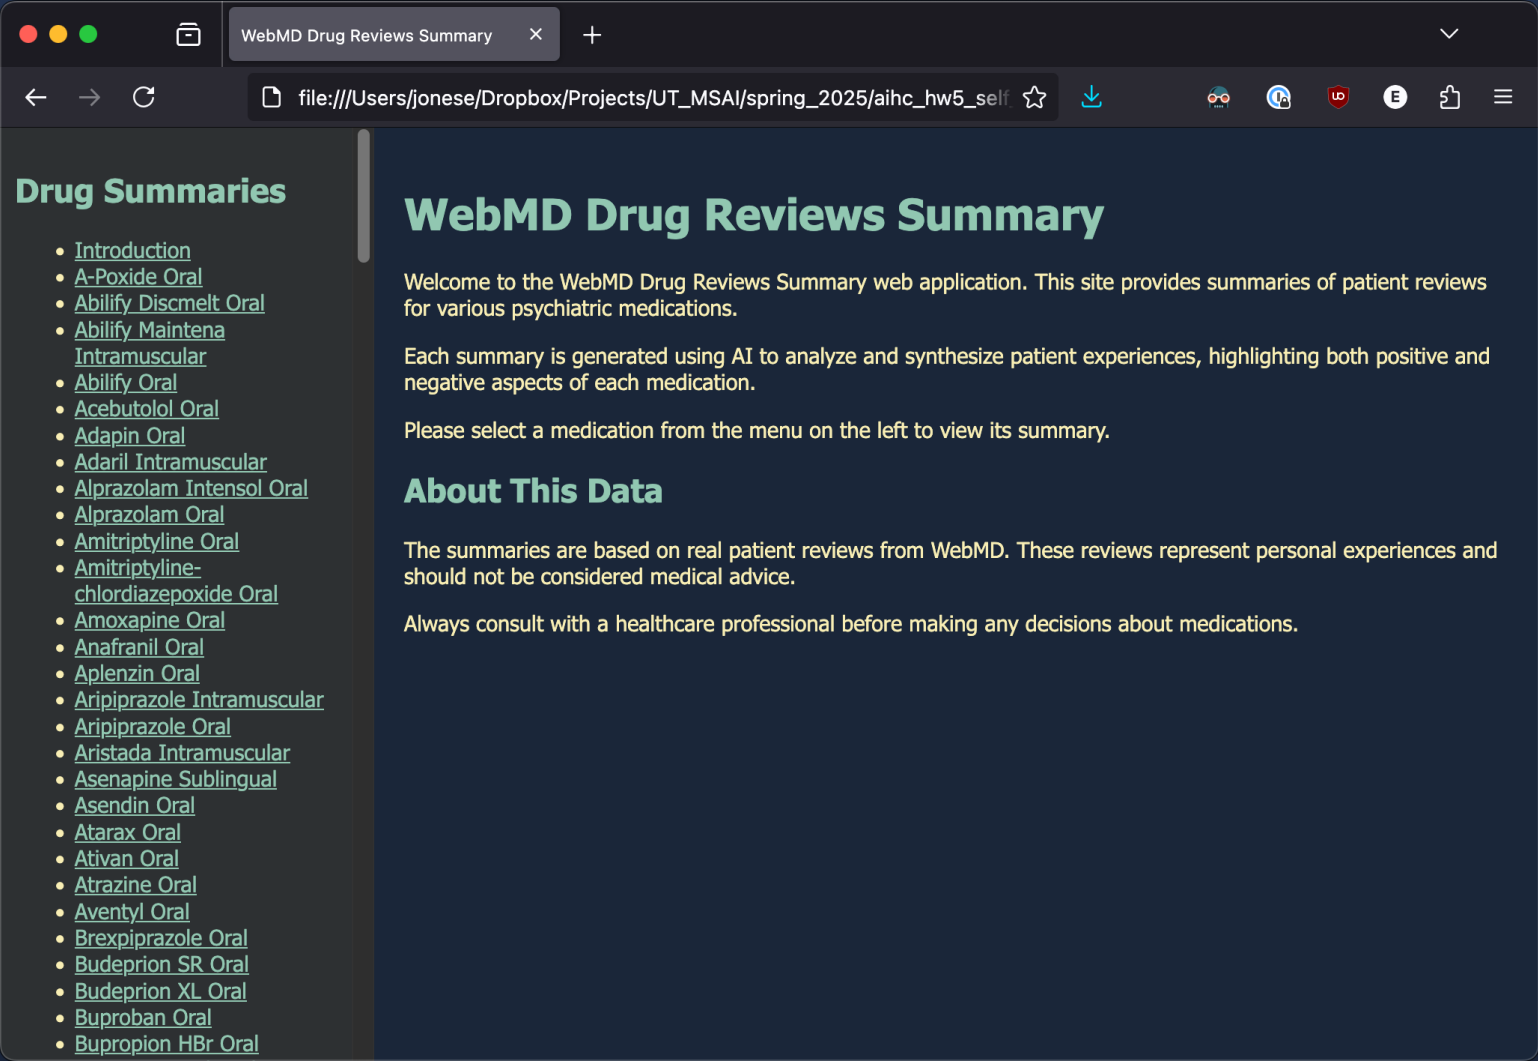 WebMD Drug Reviews Summary
file:///Users/jonese/Dropbox/Projects/UT_MSAI/spring_2025/aihc_hw5_self
E
Drug Summaries
Introduction
A-Poxide Oral
Abilify Discmelt Oral
Abilify Maintena
Intramuscular
Abilify Oral
Acebutolol Oral
Adapin Oral
Adaril Intramuscular
Alprazolam Intensol Oral
Alprazolam Oral
Amitriptyline Oral
Amitriptyline-
chlordiazepoxide Oral
Amoxapine Oral
Anafranil Oral
Aplenzin Oral
Aripiprazole Intramuscular
Aripiprazole Oral
Aristada Intramuscular
Asenapine Sublingual
Asendin Oral
Atarax Oral
Ativan Oral
Atrazine Oral
Aventyl Oral
Brexpiprazole Oral
Budeprion SR Oral
Budeprion XL Oral
Buproban Oral
Bupropion HBr Oral
WebMD Drug Reviews Summary
Welcome to the WebMD Drug Reviews Summary web application. This site provides summaries of patient reviews
for various psychiatric medications.
Each summary is generated using AI to analyze and synthesize patient experiences, highlighting both positive and
negative aspects of each medication.
Please select a medication from the menu on the left to view its summary.
About This Data
The summaries are based on real patient reviews from WebMD. These reviews represent personal experiences and
should not be considered medical advice.
Always consult with a healthcare professional before making any decisions about medications.